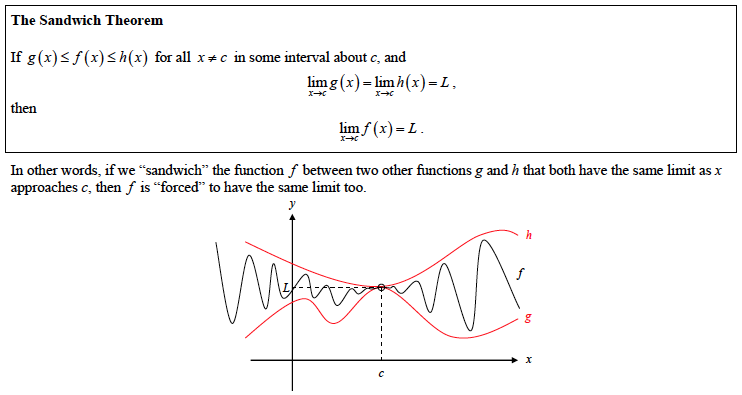 The Sandwich Theorem
If g(x) ≤ f(x) ≤ h(x) for all x ≠ c in some interval about c, and
lim g(x) = lim h(x) = L,
x→c x→c
then
lim f(x) = L.
x→c
In other words, if we “sandwich” the function f between two other functions g and h that both have the same limit as x
approaches c, then f is “forced” to have the same limit too.
y
h
f
L
g
x
c